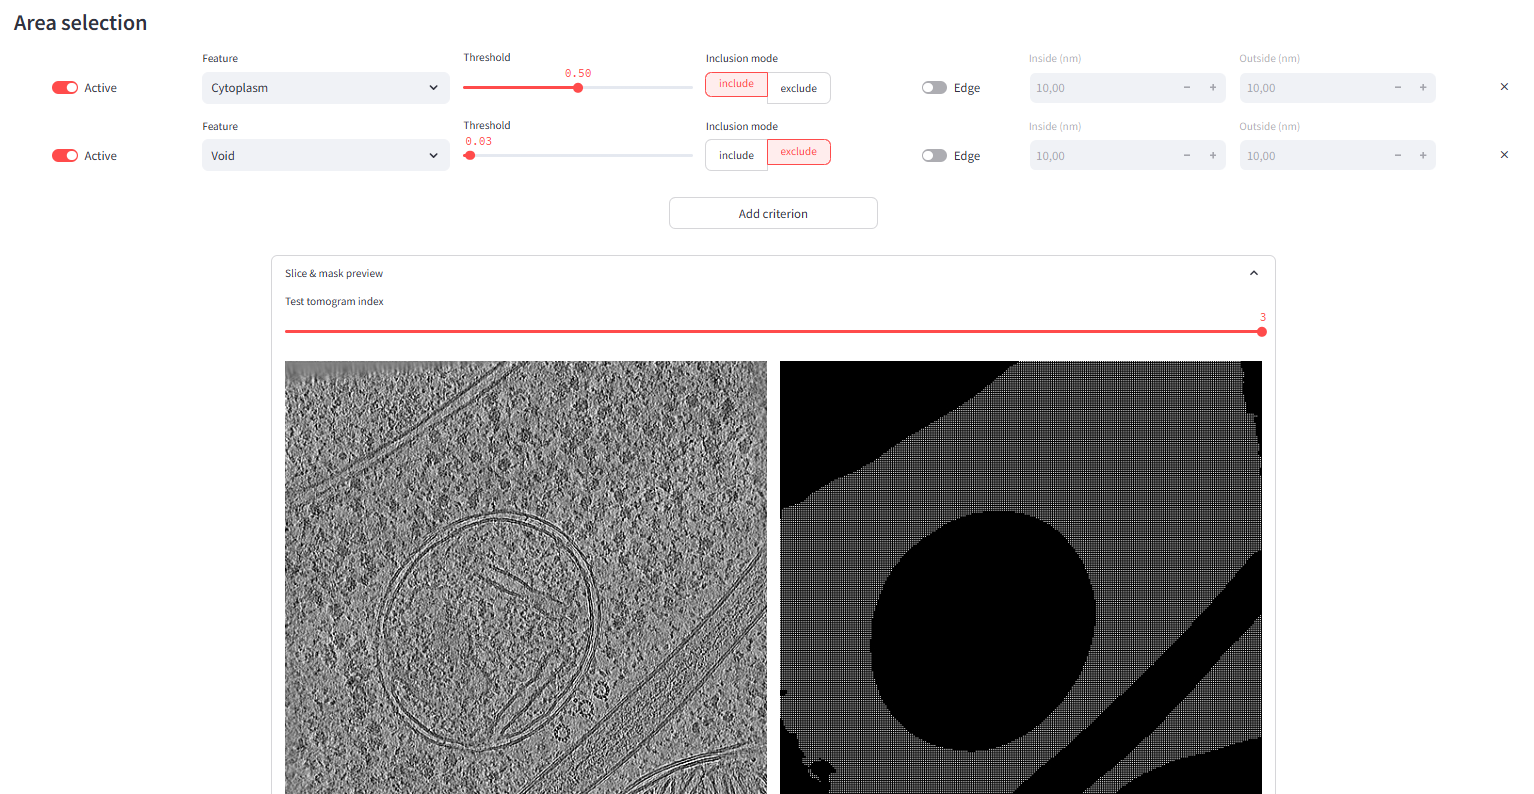 Area selection
Feature Threshold Inclusion mode Inside (nm) Outside (nm)
Active Cytoplasm 0.50 include exclude Edge 10,00 − + 10,00 − + ×
Feature Threshold Inclusion mode Inside (nm) Outside (nm)
Active Void 0.03 include exclude Edge 10,00 − + 10,00 − + ×
Add criterion
Slice & mask preview
Test tomogram index
3